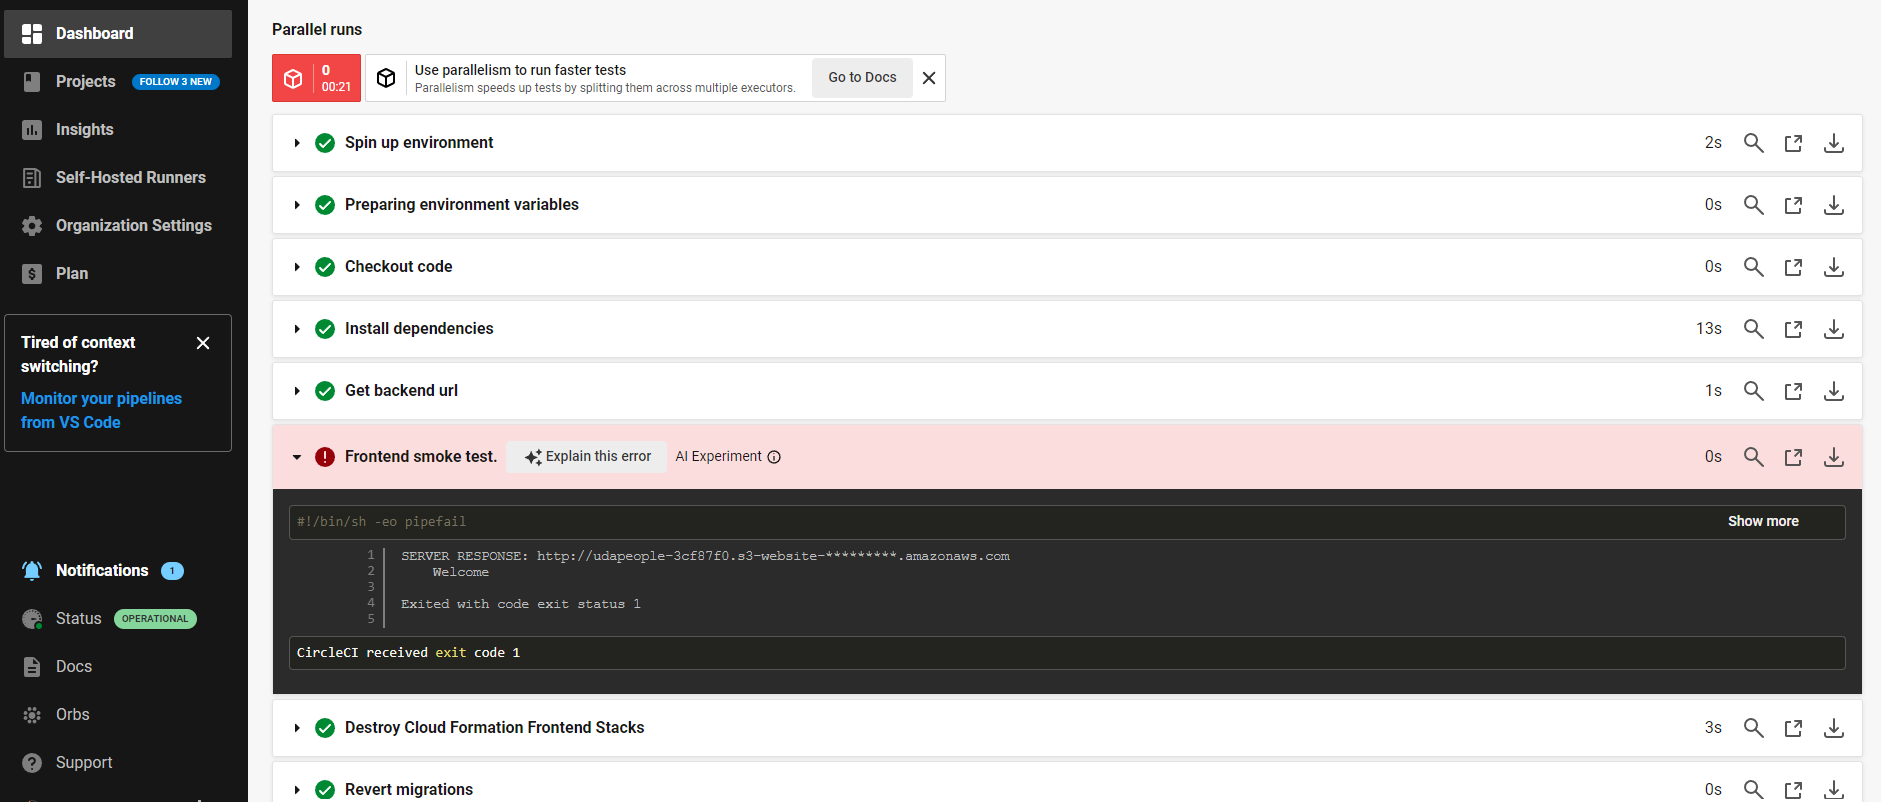 Dashboard
Projects FOLLOW 3 NEW
Insights
Self-Hosted Runners
Organization Settings
Plan
Tired of context
switching?
Monitor your pipelines
from VS Code
Notifications 1
Status OPERATIONAL
Docs
Orbs
Support
Parallel runs
0
00:21
Use parallelism to run faster tests
Parallelism speeds up tests by splitting them across multiple executors.
Go to Docs
Spin up environment 2s
Preparing environment variables 0s
Checkout code 0s
Install dependencies 13s
Get backend url 1s
Frontend smoke test. Explain this error AI Experiment 0s
#!/bin/sh -eo pipefail Show more
1 SERVER RESPONSE: http://udapeople-3cf87f0.s3-website-*********.amazonaws.com
2 Welcome
3
4 Exited with code exit status 1
5
CircleCI received exit code 1
Destroy Cloud Formation Frontend Stacks 3s
Revert migrations 0s